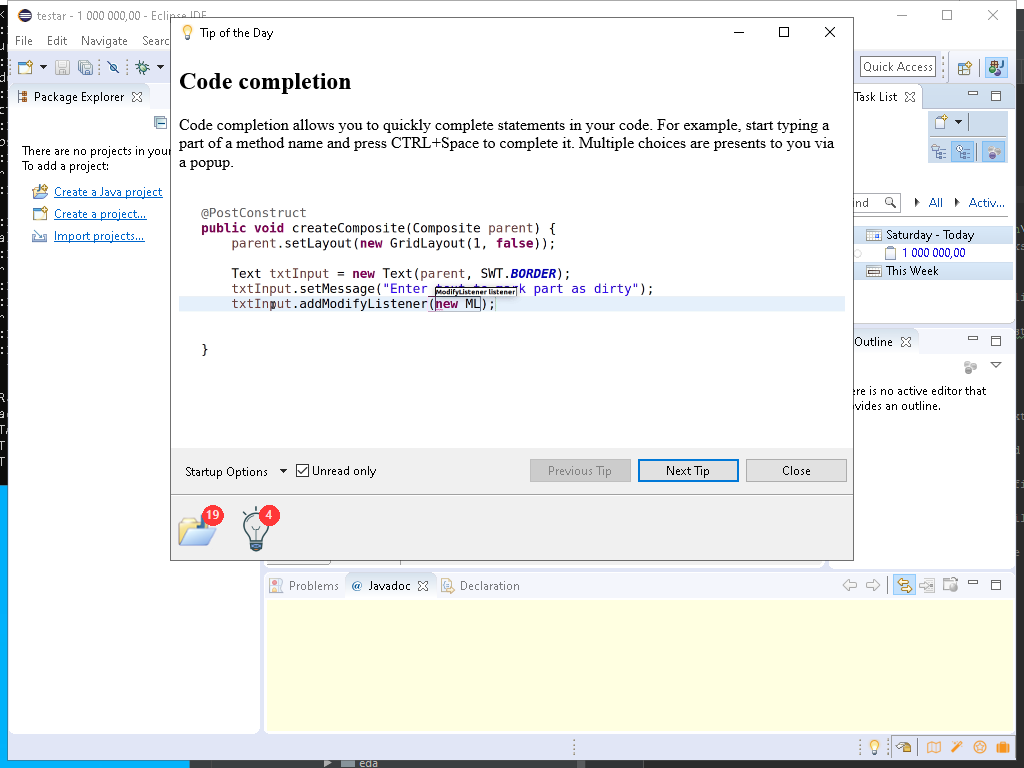 testar - 1 000 000,00 - Eclipse IDE
File Edit Navigate Searc
Tip of the Day
Quick Access
Package Explorer
Task List
There are no projects in your
To add a project:
Create a Java project
Create a project...
Import projects...
Code completion
Code completion allows you to quickly complete statements in your code. For example, start typing a
part of a method name and press CTRL+Space to complete it. Multiple choices are presents to you via
a popup.
@PostConstruct
public void createComposite(Composite parent) {
parent.setLayout(new GridLayout(1, false));
Text txtInput = new Text(parent, SWT.BORDER);
txtInput.setMessage("Enter text to mark part as dirty");
ModifyListener listener
txtInput.addModifyListener(new ML);
}
Startup Options
Unread only
Previous Tip
Next Tip
Close
19
4
nd
All
Activ...
Saturday - Today
1 000 000,00
This Week
Outline
ere is no active editor that
vides an outline.
Problems
@ Javadoc
Declaration
eda